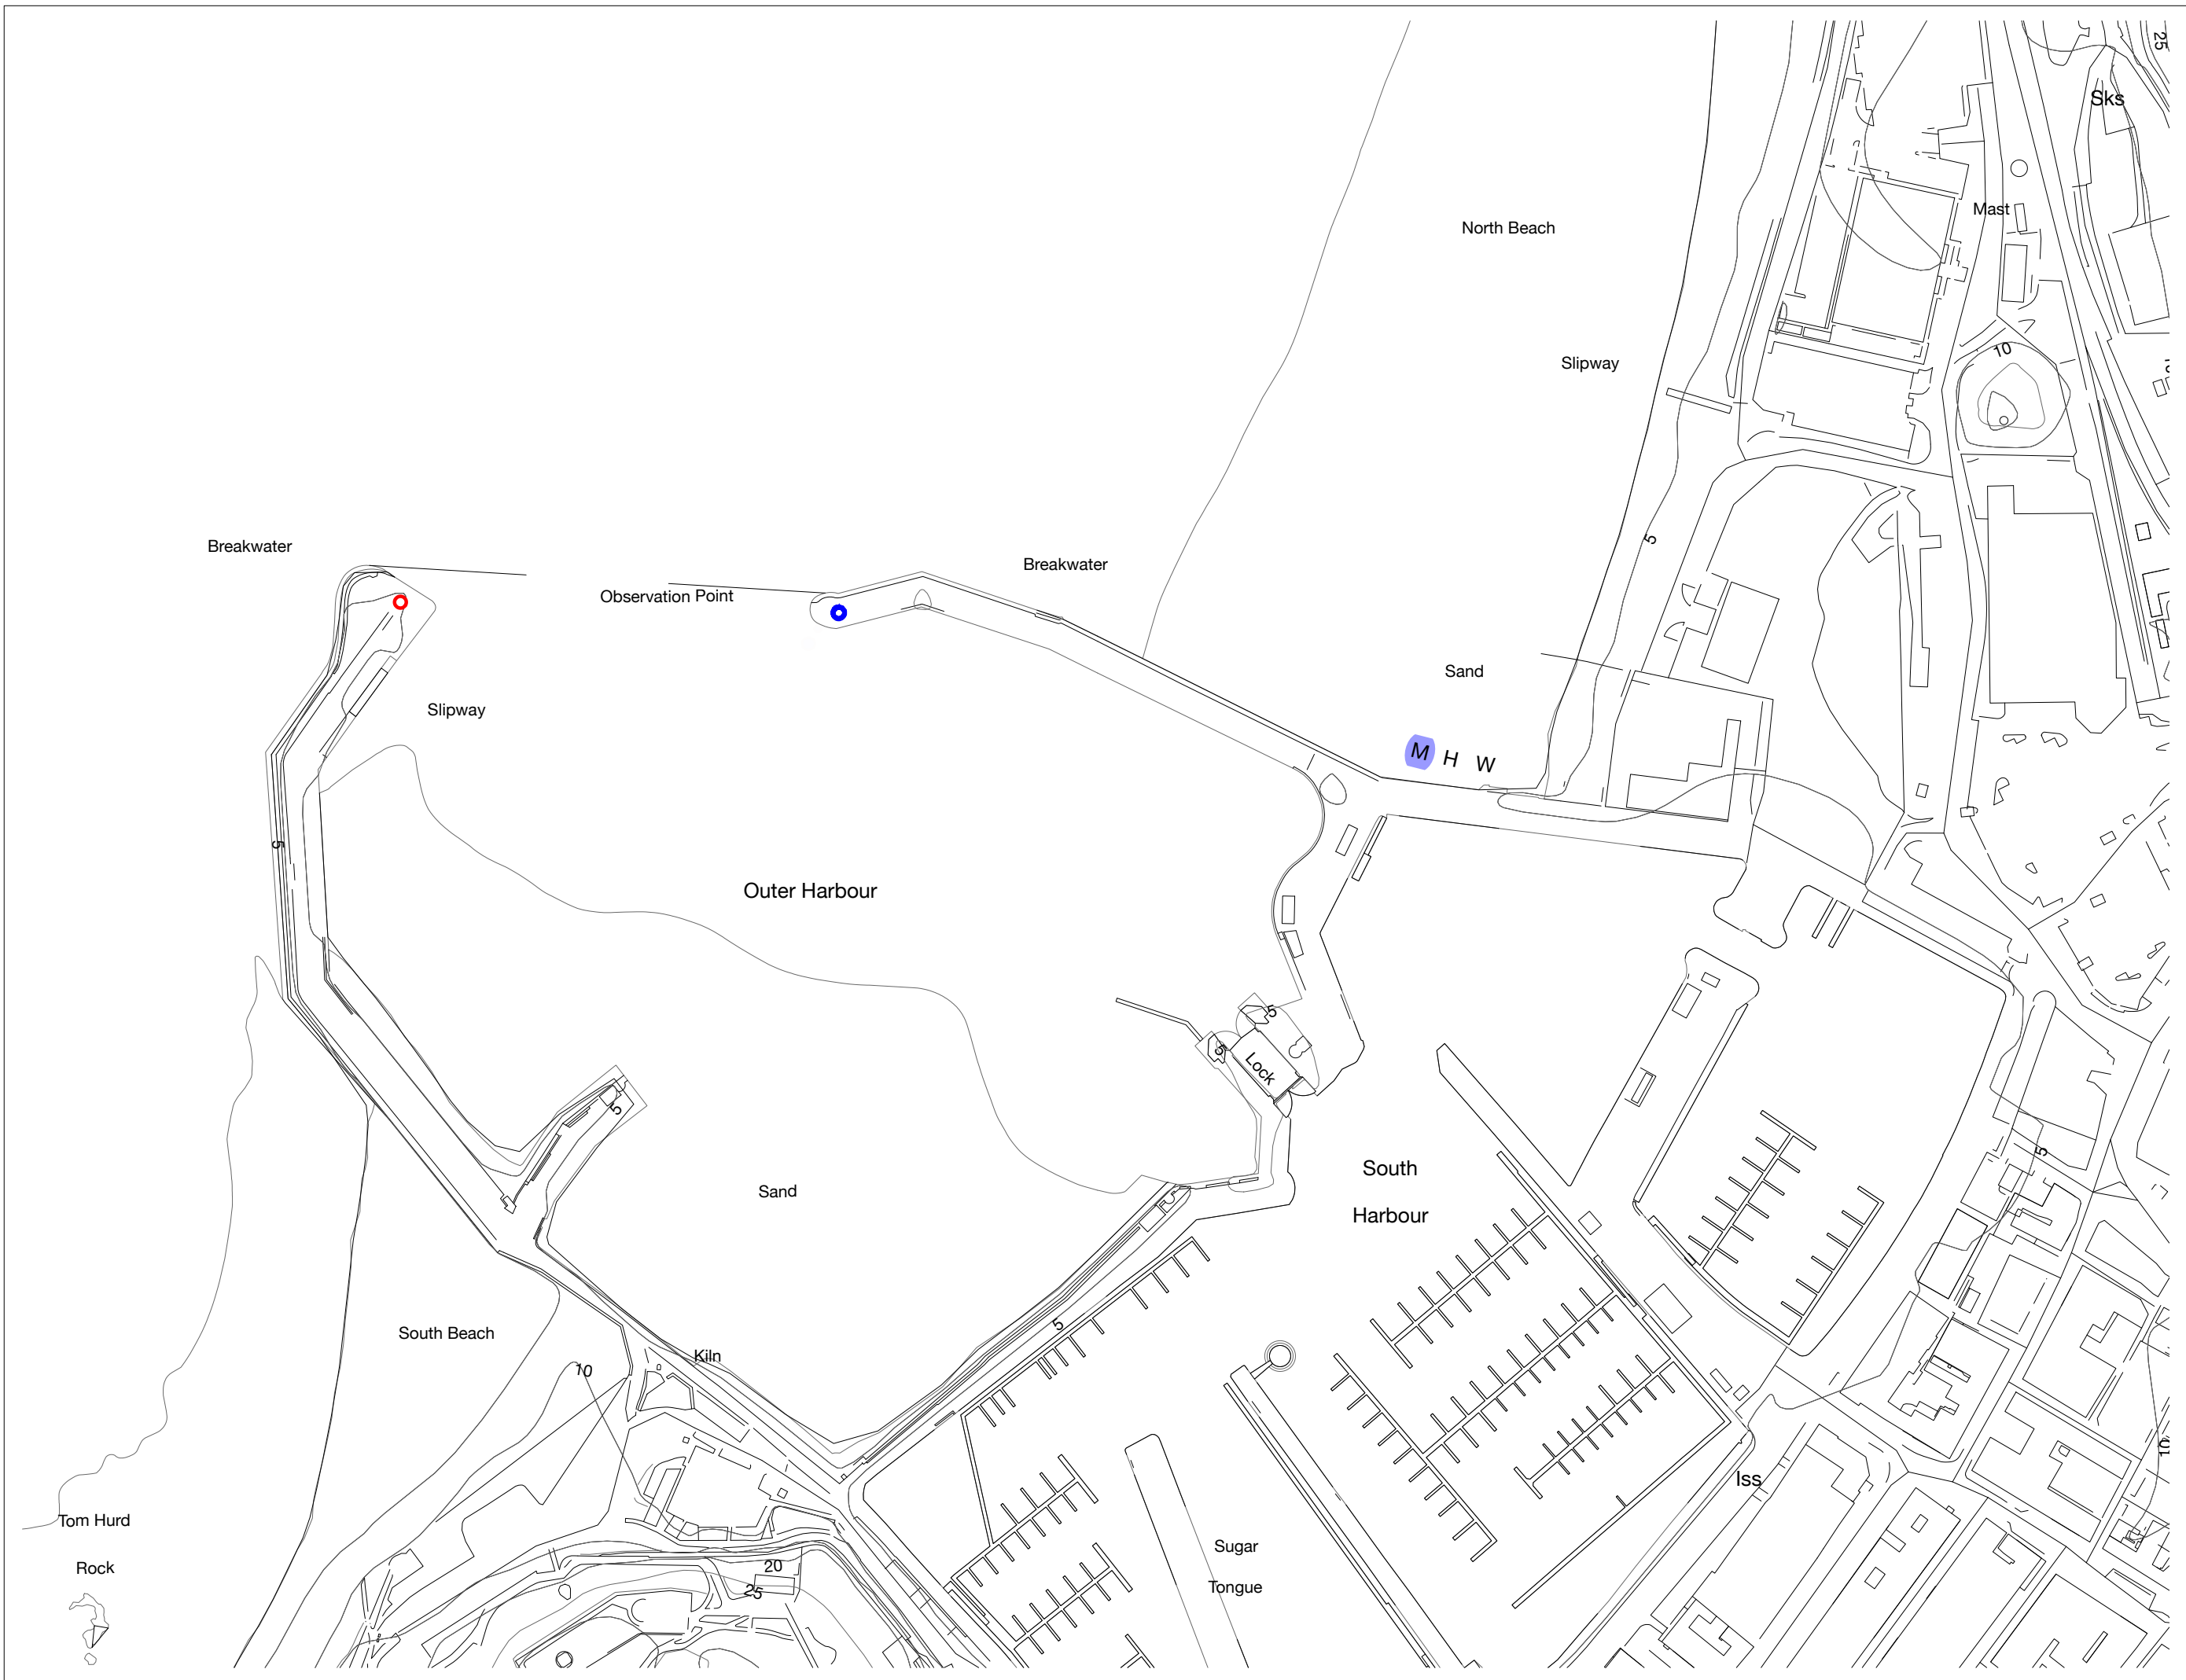 25
Sks
Mast
North Beach
10
Slipway
5
Breakwater
Breakwater
Observation Point
Sand
Slipway
M H W
5
Outer Harbour
5
5
Lock
5
5
South
Harbour
Sand
South Beach
5
Kiln
10
10
Iss
Tom Hurd
Rock
Sugar
Tongue
20
25